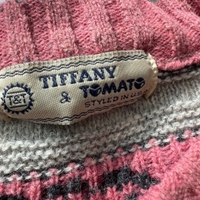 T&T
TIFFANY
& TOMATO
STYLED IN U.S.